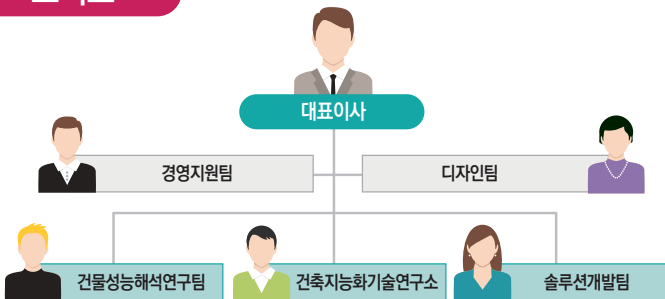 대표이사
경영지원팀
디자인팀
건물성능해석연구팀
건축지능화기술연구소
솔루션개발팀